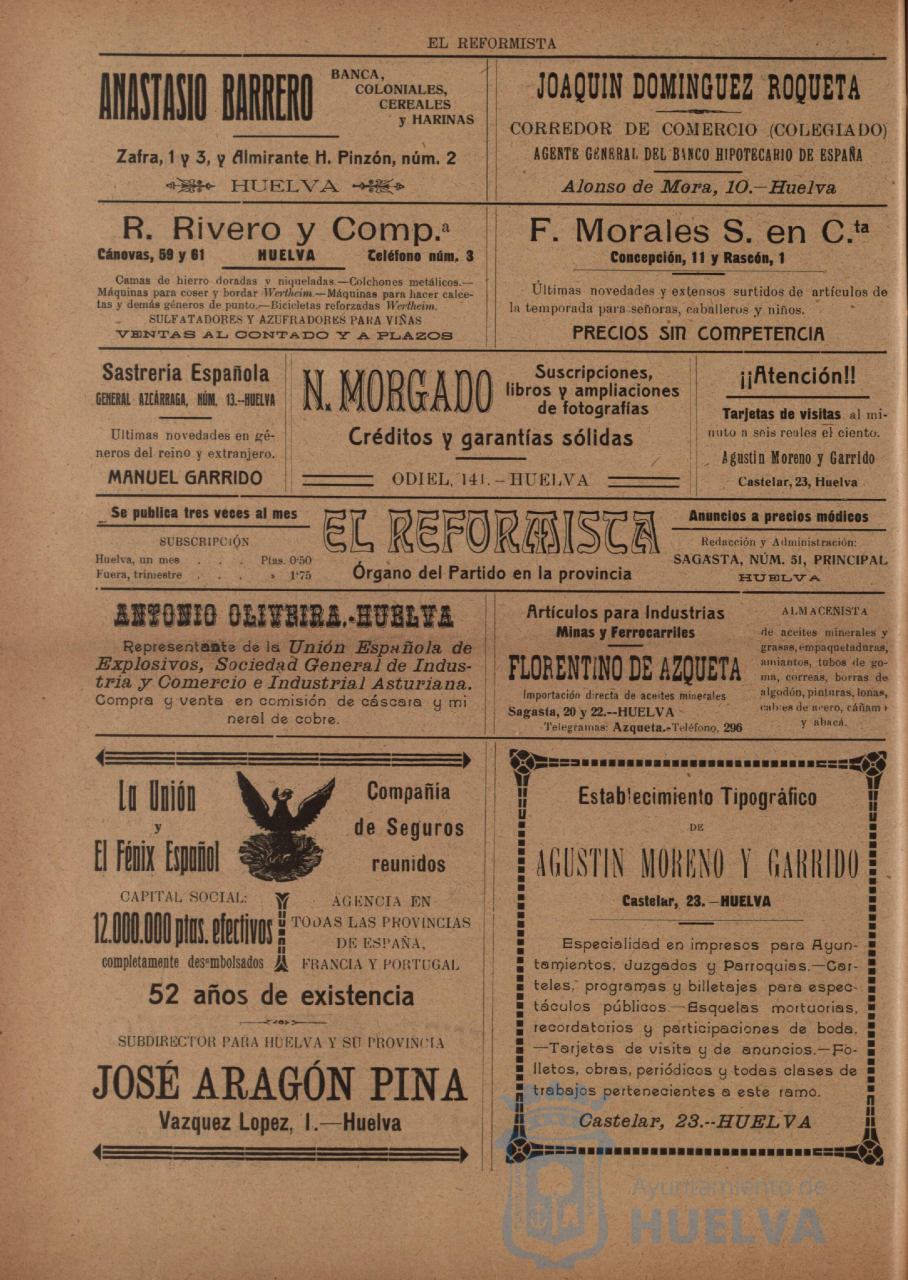 EL REFORMISTA
ANASTASIO BARRERO
BANCA,
COLONIALES,
CEREALES
y HARINAS
Zafra, 1 y 3, y Almirante H. Pinzón, núm. 2
HUELVA
JOAQUIN DOMINGUEZ ROQUETA
CORREDOR DE COMERCIO (COLEGIADO)
AGENTE GENERAL DEL BANCO HIPOTECARIO DE ESPAÑA
Alonso de Mora, 10.—Huelva
R. Rivero y Comp.ª
Cánovas, 59 y 61 HUELVA Teléfono núm. 3
Camas de hierro doradas y niqueladas.—Colchones metálicos.—
Máquinas para coser y bordar Wertheim.—Máquinas para hacer calce-
tas y demás géneros de punto.—Bicicletas reforzadas Wertheim.
SULFATADORES Y AZUFRADORES PARA VIÑAS
VENTAS AL CONTADO Y A PLAZOS
F. Morales S. en C.ta
Concepción, 11 y Rascón, 1
Últimas novedades y extensos surtidos de artículos de
la temporada para señoras, caballeros y niños.
PRECIOS SIN COMPETENCIA
Sastrería Española
GENERAL AZCÁRRAGA, NÚM. 13.--HUELVA
Ultimas novedades en gé-
neros del reino y extranjero.
MANUEL GARRIDO
N. MORGADO
Suscripciones,
libros y ampliaciones
de fotografías
Créditos y garantías sólidas
ODIEL, 141.—HUELVA
¡¡Atención!!
Tarjetas de visitas al mi-
nuto a seis reales el ciento.
Agustin Moreno y Garrido
Castelar, 23, Huelva
Se publica tres veces al mes
SUBSCRIPCIÓN
Huelva, un mes . . . Ptas. 0'50
Fuera, trimestre . . . » 1'75
EL REFORMISTA
Órgano del Partido en la provincia
Anuncios a precios módicos
Redacción y Administración:
SAGASTA, NÚM. 51, PRINCIPAL
HUELVA
ANTONIO OLIVEIRA.-HUELVA
Representante de la Unión Española de
Explosivos, Sociedad General de Indus-
tria y Comercio e Industrial Asturiana.
Compra y venta en comisión de cáscara y mi
neral de cobre.
Artículos para Industrias
Minas y Ferrocarriles
FLORENTINO DE AZQUETA
Importación directa de aceites minerales
Sagasta, 20 y 22.--HUELVA
Telegramas: Azqueta.-Teléfono, 296
ALMACENISTA
de aceites minerales y
grasas, empaquetaduras,
amiantos, tubos de go-
ma, correas, borras de
algodón, pinturas, lonas,
cables de acero, cáñamo
y abacá.
La Unión
y
El Fénix Español
Compañía
de Seguros
reunidos
CAPITAL SOCIAL:
12.000.000 ptas. efectivos
completamente desembolsados
AGENCIA EN
TODAS LAS PROVINCIAS
DE ESPAÑA,
FRANCIA Y PORTUGAL
52 años de existencia
SUBDIRECTOR PARA HUELVA Y SU PROVINCIA
JOSÉ ARAGÓN PINA
Vazquez Lopez, 1.—Huelva
Establecimiento Tipográfico
DE
AGUSTIN MORENO Y GARRIDO
Castelar, 23.—HUELVA
Especialidad en impresos para Ayun-
tamientos, Juzgados y Parroquias.—Car-
teles, programas y billetajes para espec-
táculos públicos.—Esquelas mortuorias,
recordatorios y participaciones de boda.
—Tarjetas de visita y de anuncios.—Fo-
lletos, obras, periódicos y todas clases de
trabajos pertenecientes a este ramo.
Castelar, 23.--HUELVA
Ayuntamiento de
HUELVA